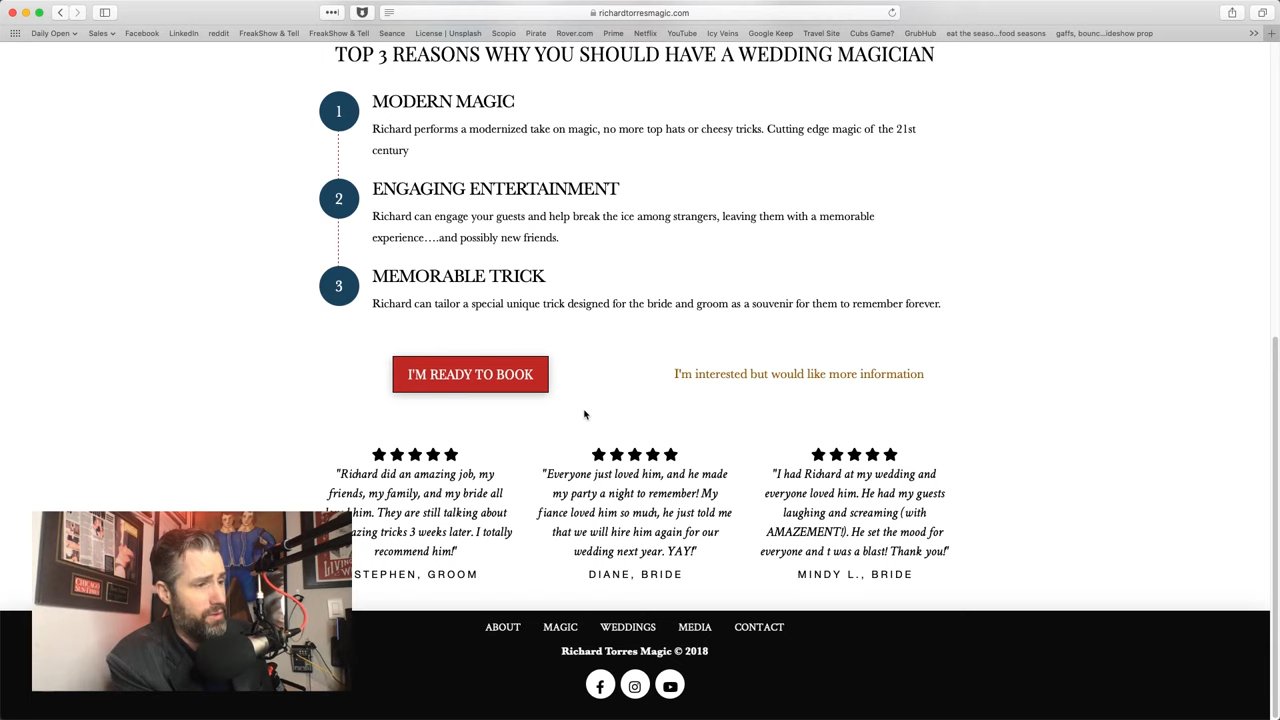 richardtorresmagic.com
Daily Open Sales Facebook LinkedIn reddit FreakShow & Tell FreakShow & Tell Seance License | Unsplash Scopio Pirate Rover.com Prime Netflix YouTube Icy Veins Google Keep Travel Site Cubs Game? GrubHub eat the seaso...food seasons gaffs, bounc...ideshow prop
TOP 3 REASONS WHY YOU SHOULD HAVE A WEDDING MAGICIAN
1
MODERN MAGIC
Richard performs a modernized take on magic, no more top hats or cheesy tricks. Cutting edge magic of the 21st
century
2
ENGAGING ENTERTAINMENT
Richard can engage your guests and help break the ice among strangers, leaving them with a memorable
experience….and possibly new friends.
3
MEMORABLE TRICK
Richard can tailor a special unique trick designed for the bride and groom as a souvenir for them to remember forever.
I'M READY TO BOOK
I'm interested but would like more information
"Richard did an amazing job, my
friends, my family, and my bride all
him. They are still talking about
tricks 3 weeks later. I totally
recommend him!"
STEPHEN, GROOM
"Everyone just loved him, and he made
my party a night to remember! My
fiance loved him so much, he just told me
that we will hire him again for our
wedding next year. YAY!"
DIANE, BRIDE
"I had Richard at my wedding and
everyone loved him. He had my guests
laughing and screaming (with
AMAZEMENT!). He set the mood for
everyone and t was a blast! Thank you!"
MINDY L., BRIDE
ABOUT MAGIC WEDDINGS MEDIA CONTACT
Richard Torres Magic © 2018